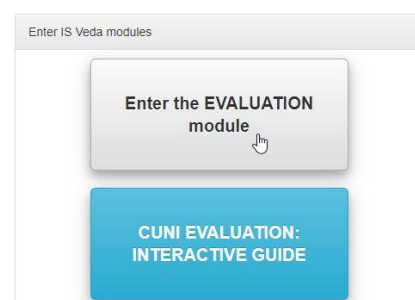 Enter IS Veda modules
Enter the EVALUATION
module
CUNI EVALUATION:
INTERACTIVE GUIDE